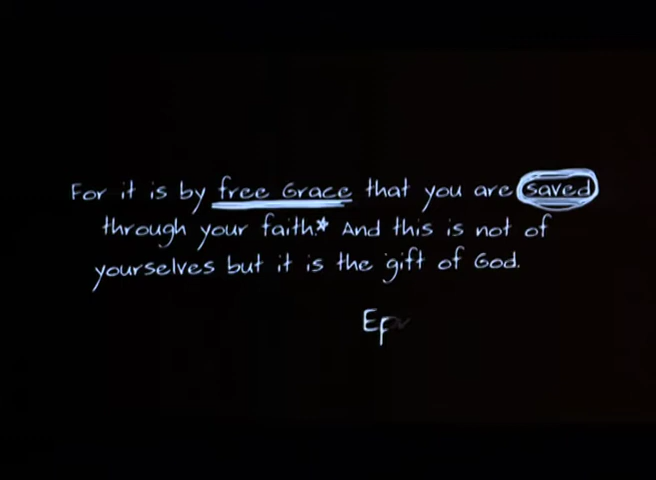 For it is by free Grace that you are saved
through your faith.* And this is not of
yourselves but it is the gift of God.
Ep